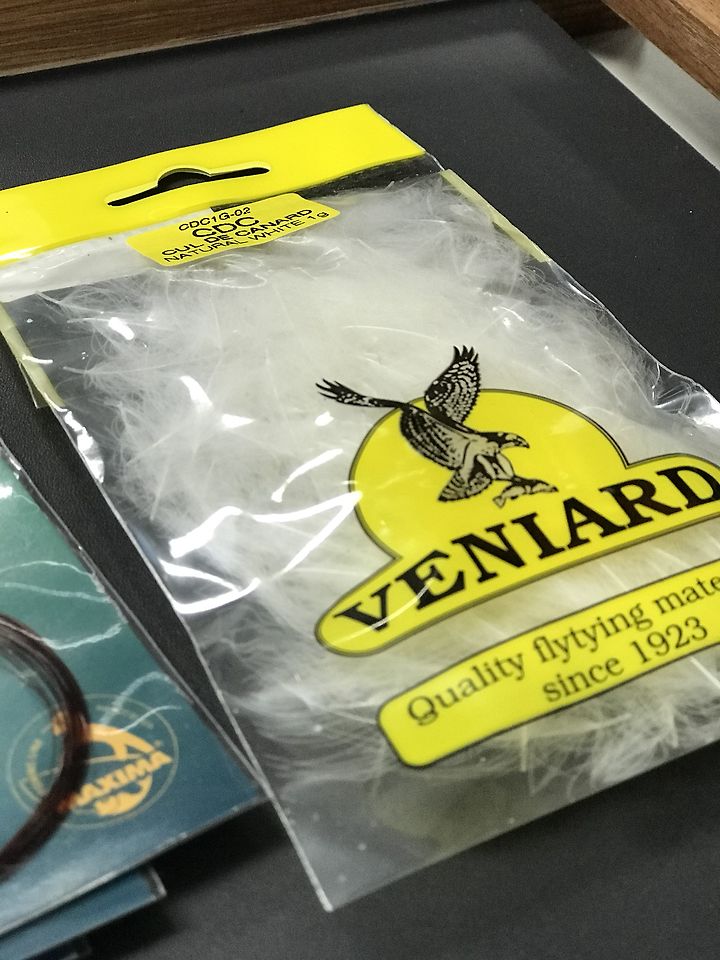 CDC1G-02
CDC
CUL DE CANARD
NATURAL WHITE 1g
VENIARD
Quality flytying mate
since 1923
MAXIMA